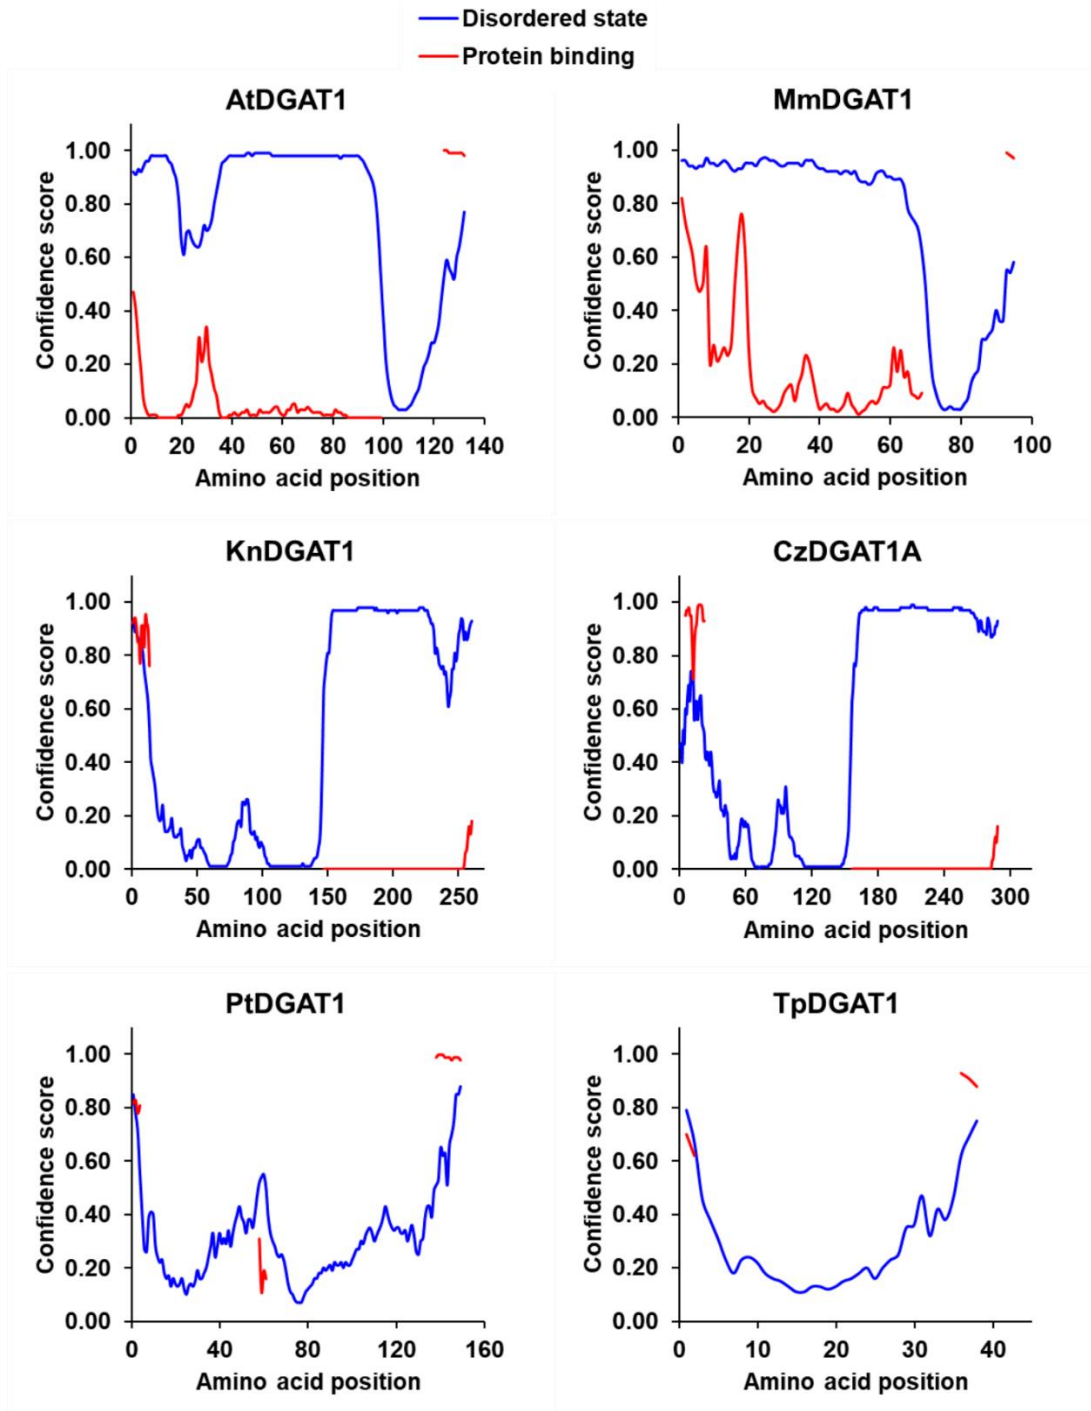 Disordered state
Protein binding
AtDGAT1
Confidence score
1.00
0.80
0.60
0.40
0.20
0.00
0 20 40 60 80 100 120 140
Amino acid position
MmDGAT1
Confidence score
1.00
0.80
0.60
0.40
0.20
0.00
0 20 40 60 80 100
Amino acid position
KnDGAT1
Confidence score
1.00
0.80
0.60
0.40
0.20
0.00
0 50 100 150 200 250
Amino acid position
CzDGAT1A
Confidence score
1.00
0.80
0.60
0.40
0.20
0.00
0 60 120 180 240 300
Amino acid position
PtDGAT1
Confidence score
1.00
0.80
0.60
0.40
0.20
0.00
0 40 80 120 160
Amino acid position
TpDGAT1
Confidence score
1.00
0.80
0.60
0.40
0.20
0.00
0 10 20 30 40
Amino acid position